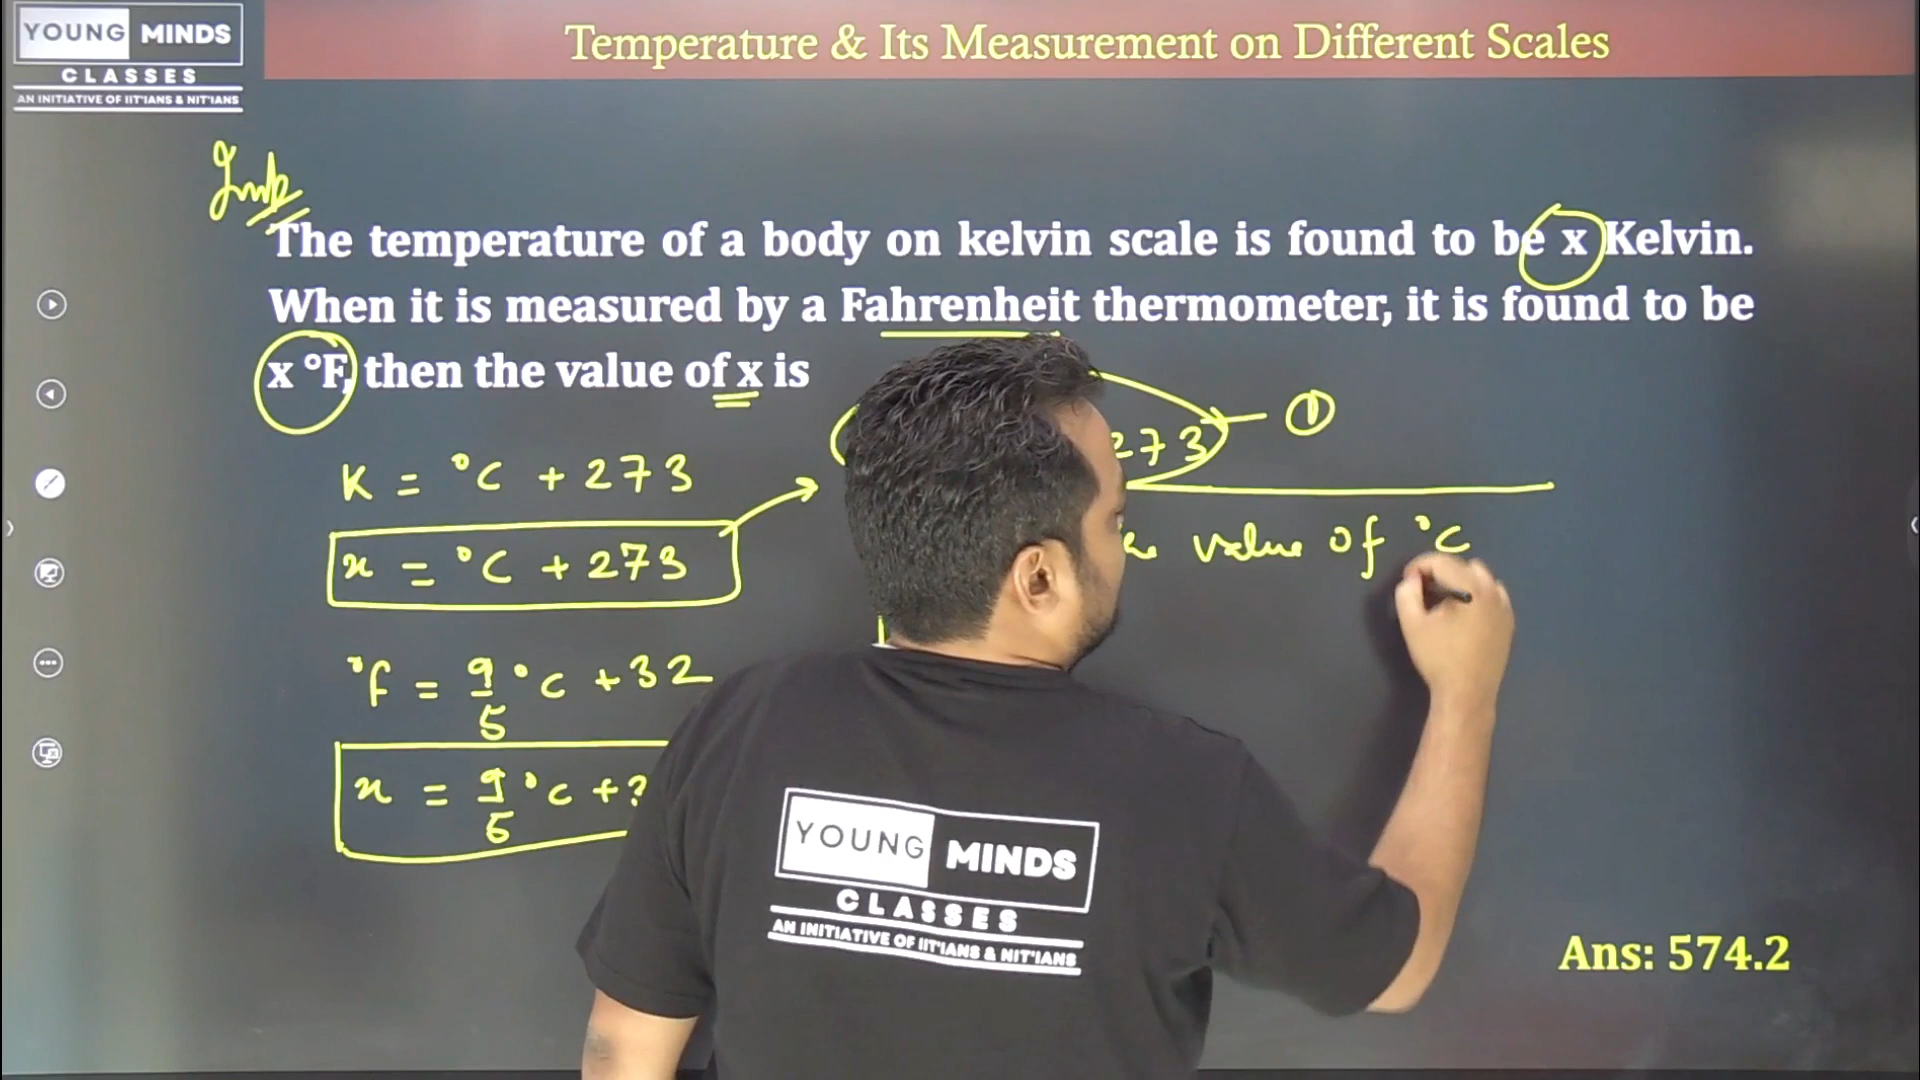 YOUNG MINDS
CLASSES
AN INITIATIVE OF IIT'IANS & NIT'IANS
Temperature & Its Measurement on Different Scales
Imp
The temperature of a body on kelvin scale is found to be x Kelvin.
When it is measured by a Fahrenheit thermometer, it is found to be
x °F, then the value of x is
K = °C + 273
x = °C + 273
°F = 9/5 °C + 32
x = 9/5 °C + 3
273 — ①
value of °C
YOUNG MINDS
CLASSES
AN INITIATIVE OF IIT'IANS & NIT'IANS
Ans: 574.2